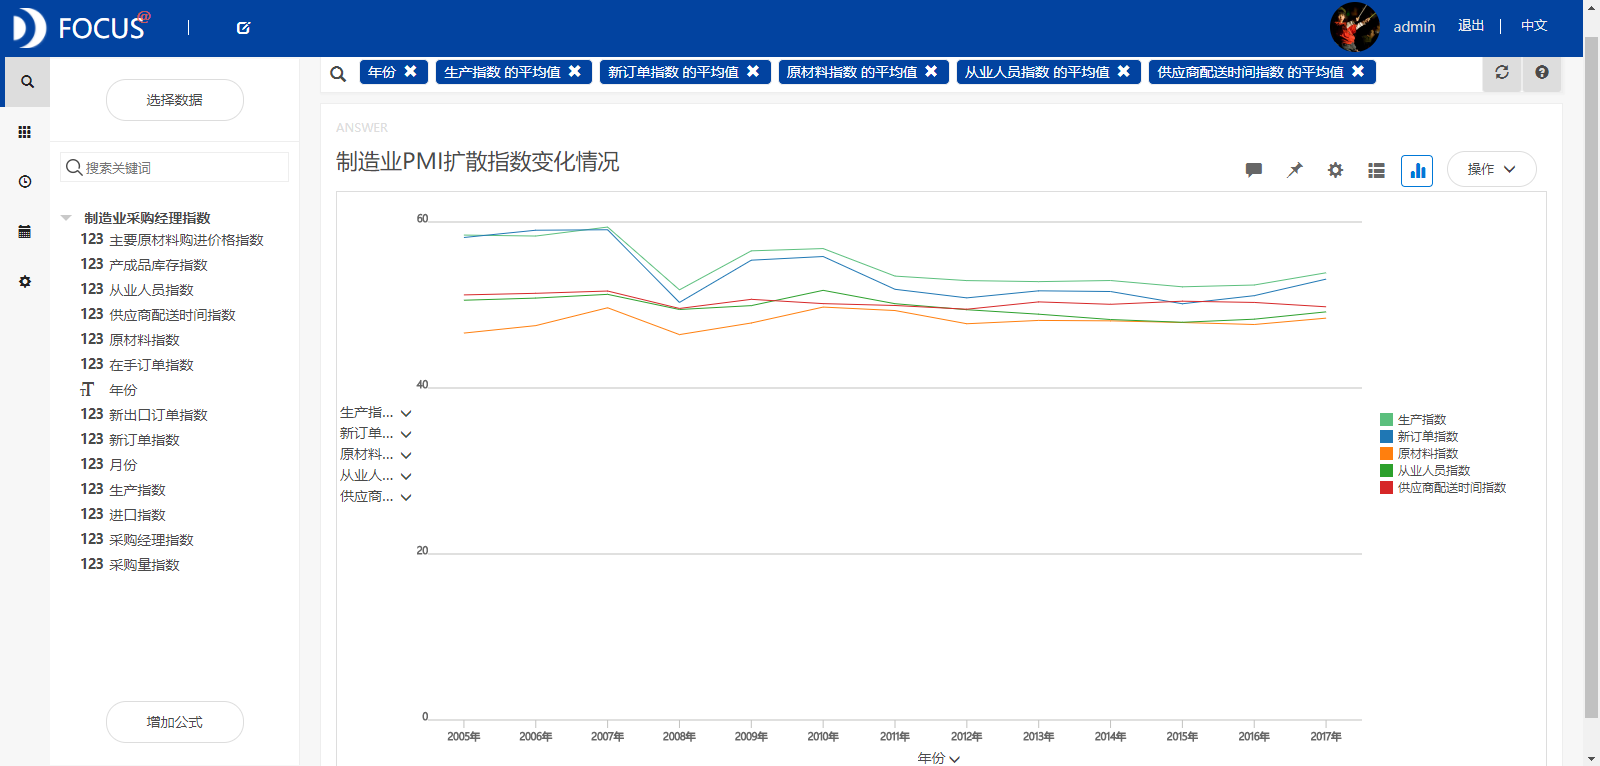 FOCUS@
admin
退出
中文
年份
生产指数 的平均值
新订单指数 的平均值
原材料指数 的平均值
从业人员指数 的平均值
供应商配送时间指数 的平均值
选择数据
搜索关键词
制造业采购经理指数
123 主要原材料购进价格指数
123 产成品库存指数
123 从业人员指数
123 供应商配送时间指数
123 原材料指数
123 在手订单指数
TT 年份
123 新出口订单指数
123 新订单指数
123 月份
123 生产指数
123 进口指数
123 采购经理指数
123 采购量指数
增加公式
ANSWER
制造业PMI扩散指数变化情况
操作
60
40
20
0
生产指...
新订单...
原材料...
从业人...
供应商...
2005年
2006年
2007年
2008年
2009年
2010年
2011年
2012年
2013年
2014年
2015年
2016年
2017年
年份
生产指数
新订单指数
原材料指数
从业人员指数
供应商配送时间指数